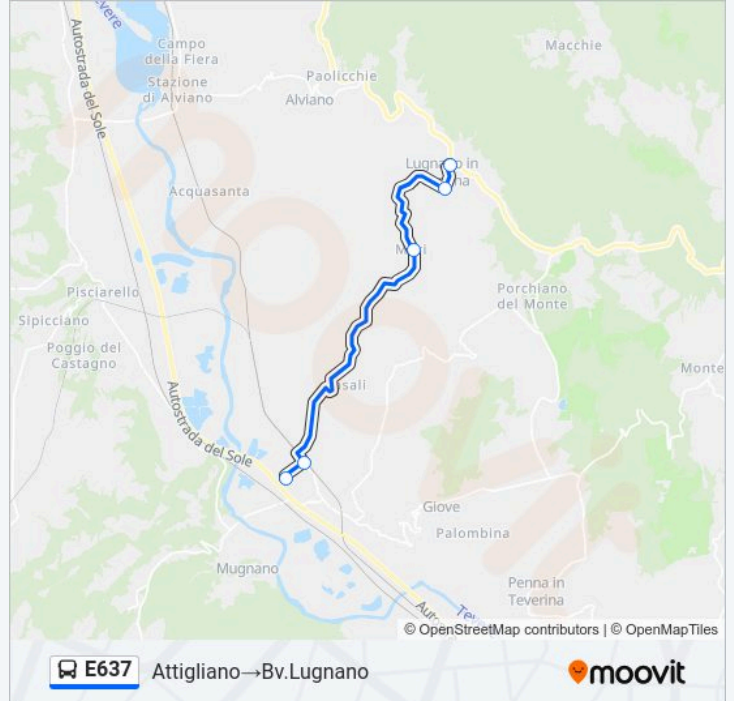 Tevere
Autostrada del Sole
Campo
della Fiera
Stazione
di Alviano
Paolicchie
Alviano
Macchie
Lugnano in
Acquasanta
Pisciarello
Sipicciano
Poggio del
Castagno
Porchiano
del Monte
Monte
Autostrada del Sole
Giove
Palombina
Mugnano
Penna in
Teverina
© OpenStreetMap contributors | © OpenMapTiles
E637
Attigliano→Bv.Lugnano
moovit